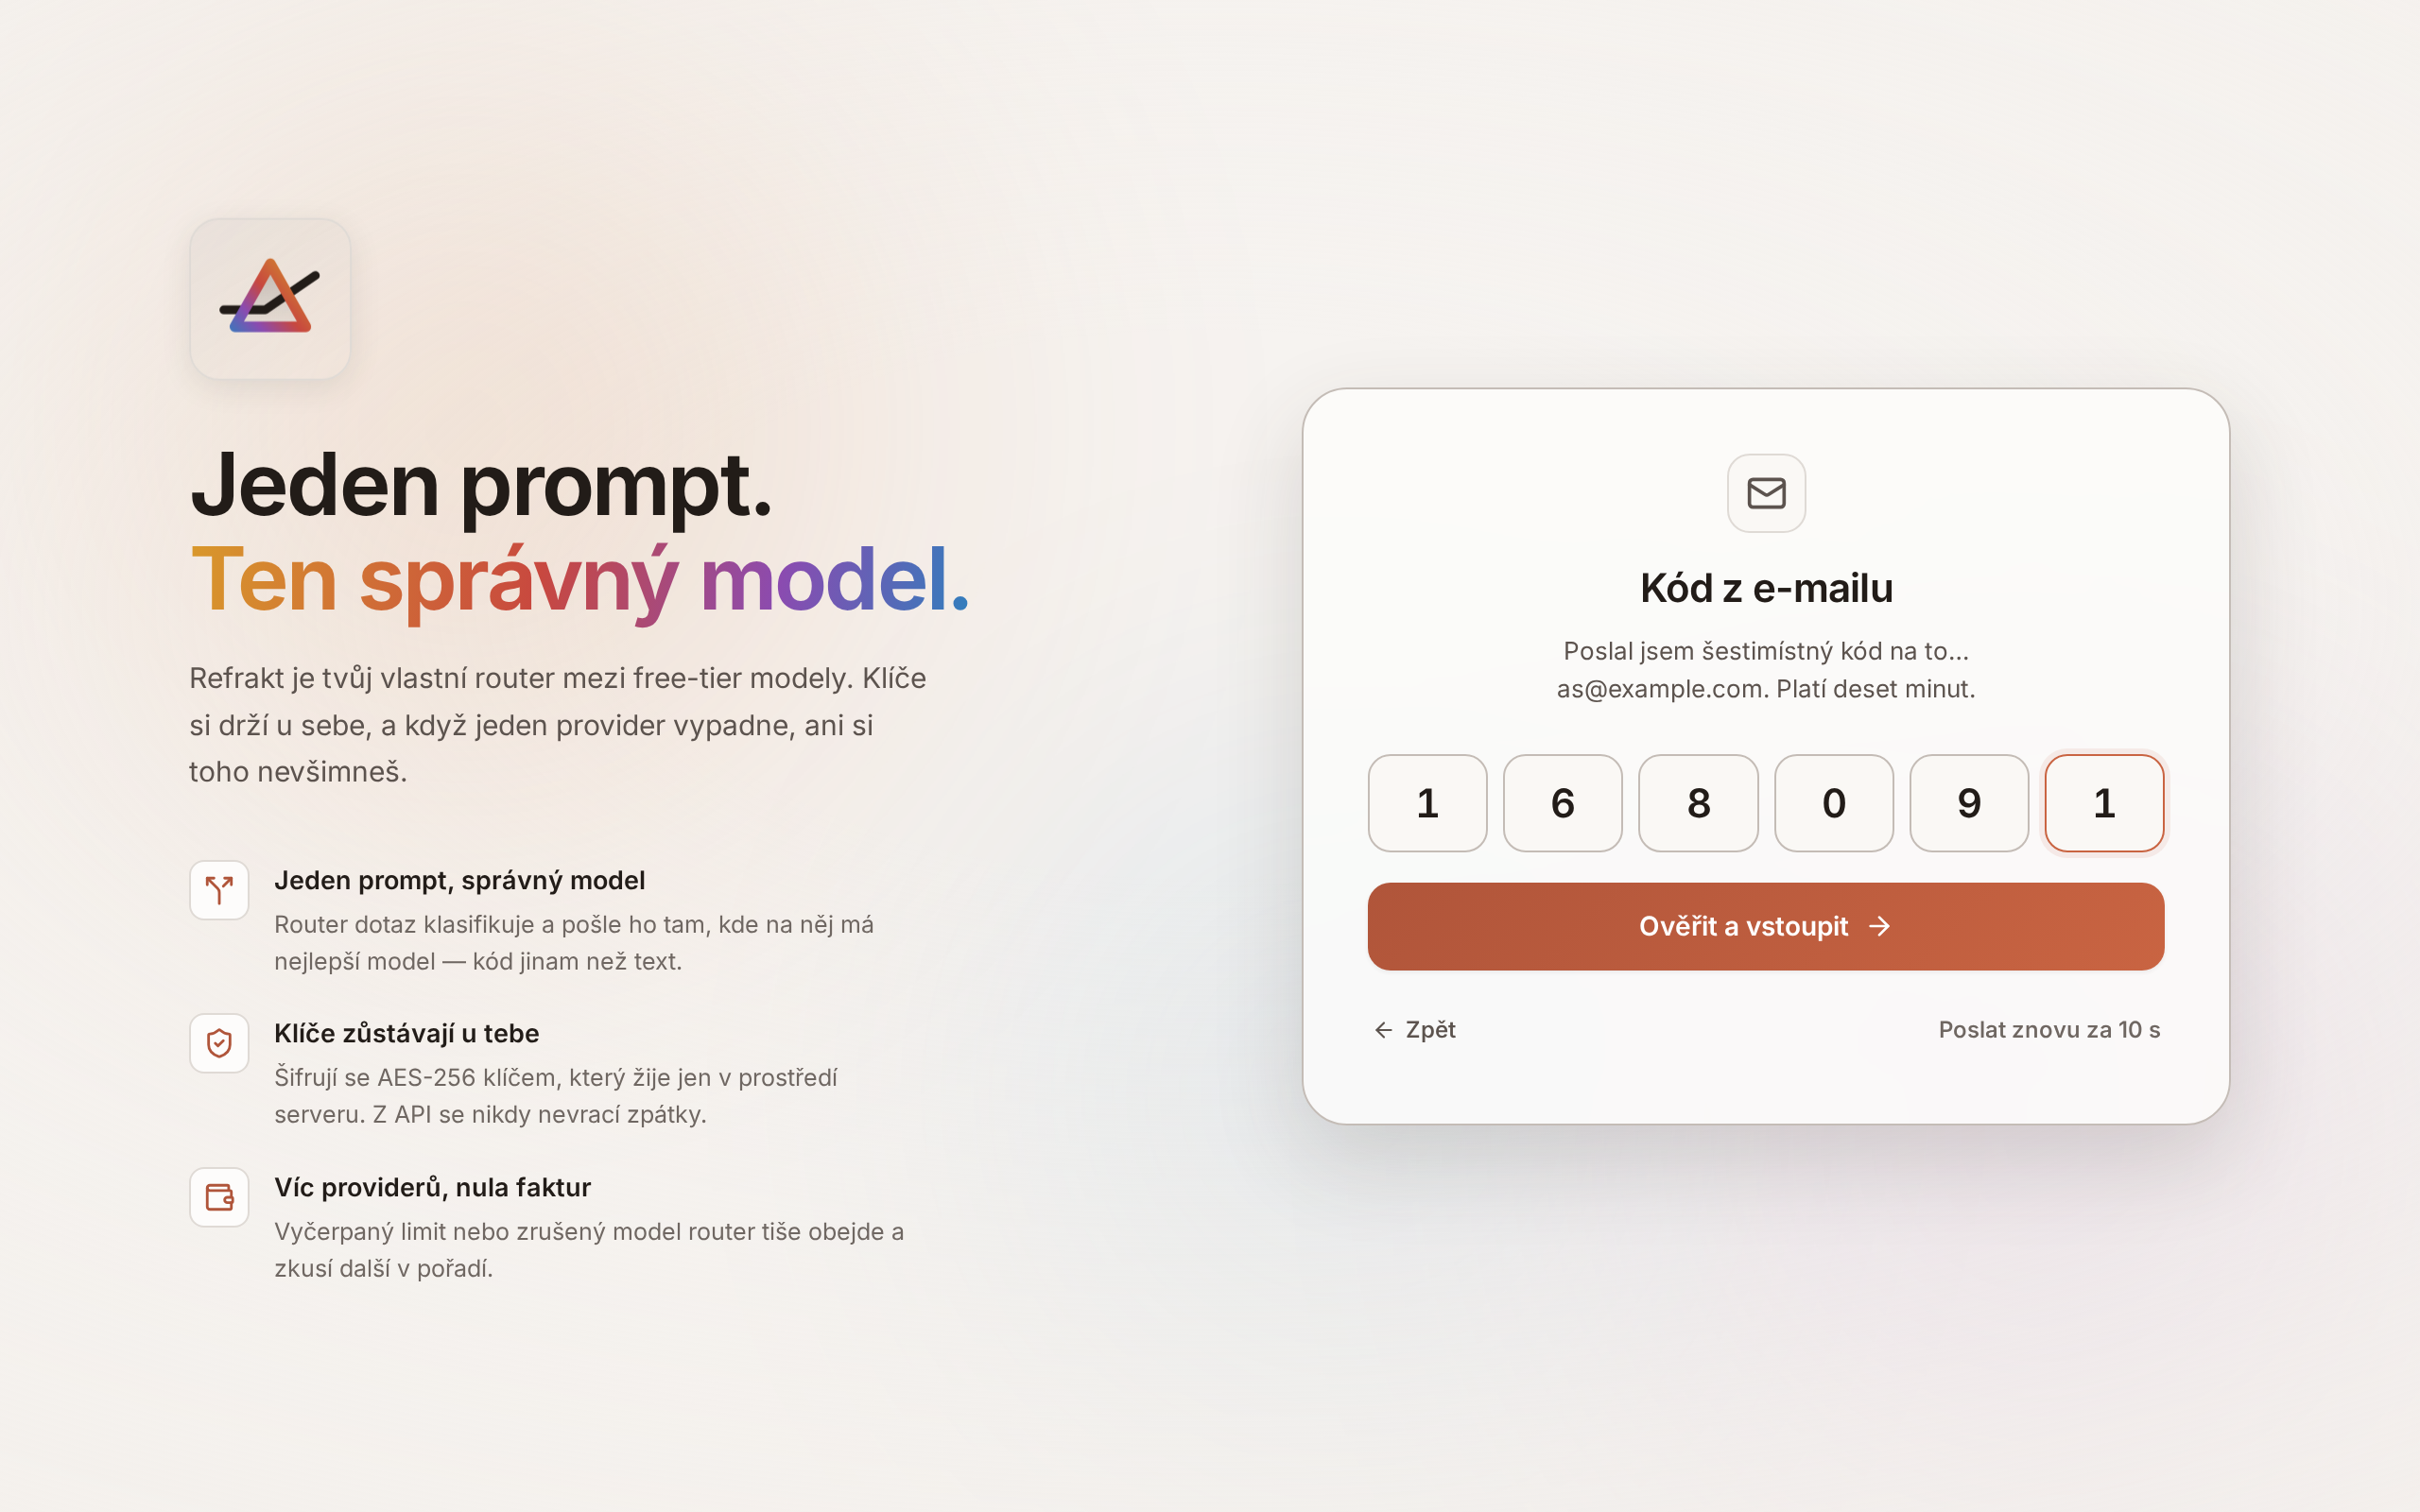 Jeden prompt.
Ten správný model.
Refrakt je tvůj vlastní router mezi free-tier modely. Klíče
si drží u sebe, a když jeden provider vypadne, ani si
toho nevšimneš.
Jeden prompt, správný model
Router dotaz klasifikuje a pošle ho tam, kde na něj má
nejlepší model — kód jinam než text.
Klíče zůstávají u tebe
Šifrují se AES-256 klíčem, který žije jen v prostředí
serveru. Z API se nikdy nevrací zpátky.
Víc providerů, nula faktur
Vyčerpaný limit nebo zrušený model router tiše obejde a
zkusí další v pořadí.
Kód z e-mailu
Poslal jsem šestimístný kód na to…
as@example.com. Platí deset minut.
1 6 8 0 9 1
Ověřit a vstoupit →
← Zpět Poslat znovu za 10 s